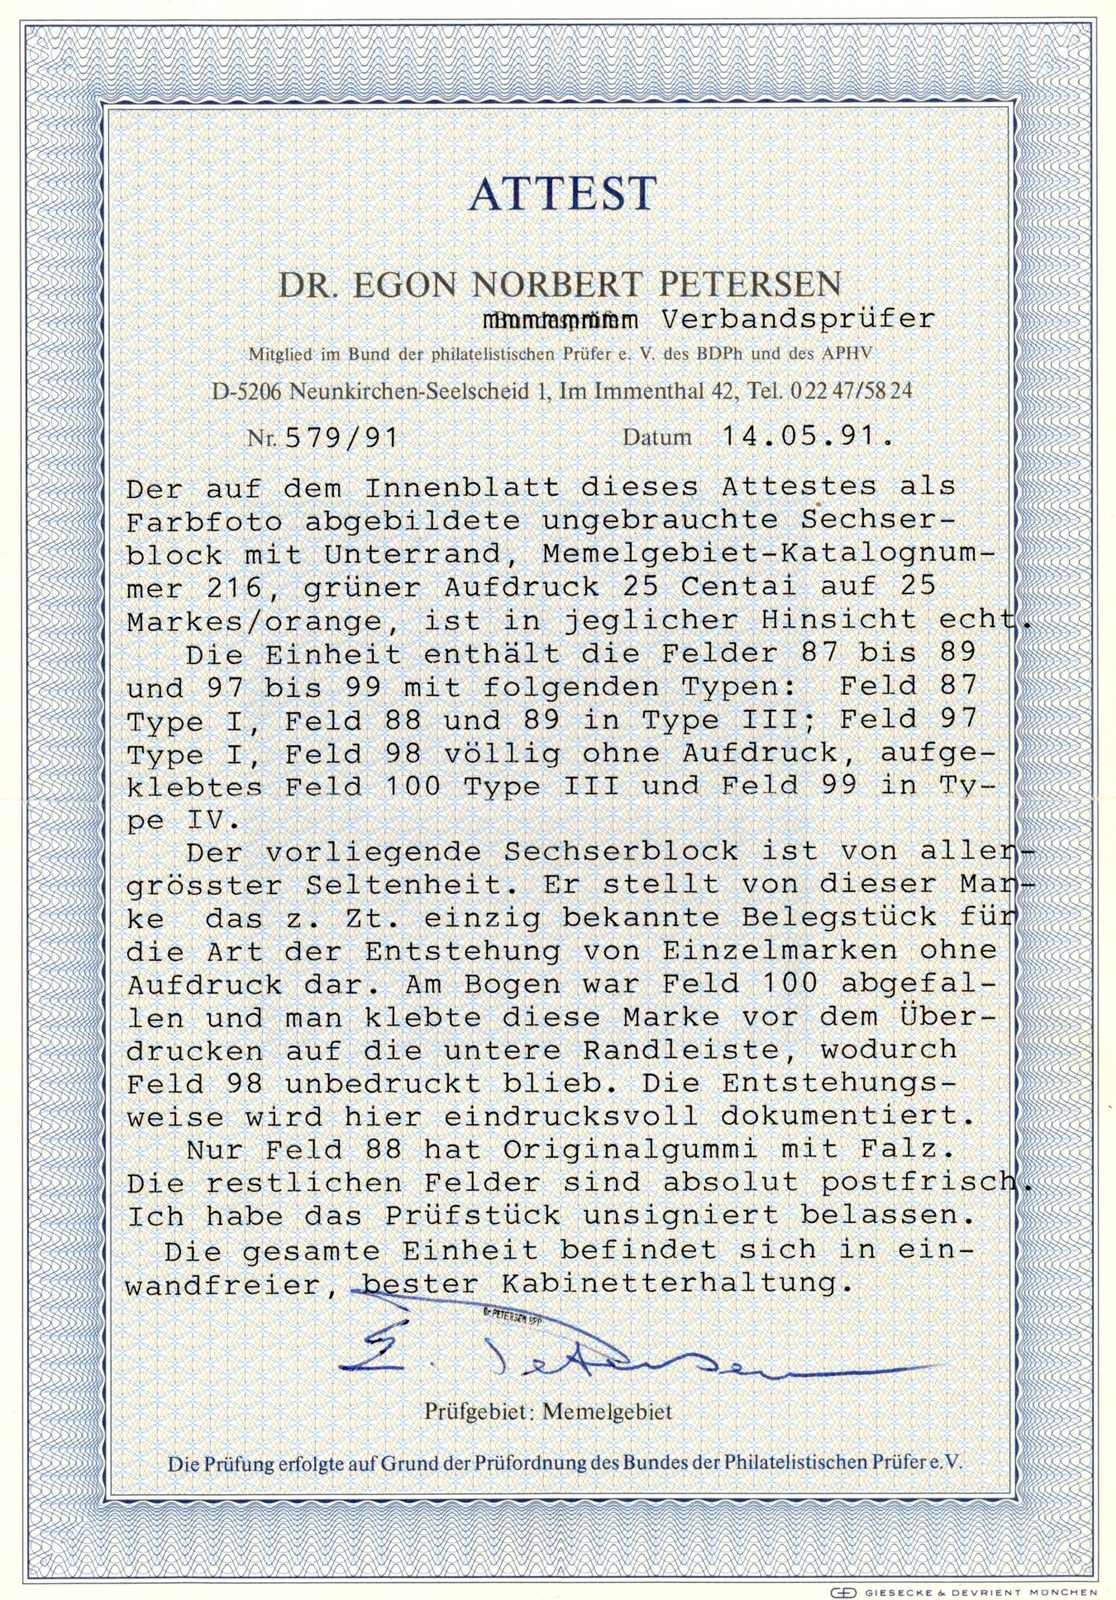 ATTEST
DR. EGON NORBERT PETERSEN
Verbandsprüfer
Mitglied im Bund der philatelistischen Prüfer e. V. des BDPh und des APHV
D-5206 Neunkirchen-Seelscheid 1, Im Immenthal 42, Tel. 0 22 47/58 24
Nr. 579/91 Datum 14.05.91.
Der auf dem Innenblatt dieses Attestes als
Farbfoto abgebildete ungebrauchte Sechser-
block mit Unterrand, Memelgebiet-Katalognum-
mer 216, grüner Aufdruck 25 Centai auf 25
Markes/orange, ist in jeglicher Hinsicht echt.
Die Einheit enthält die Felder 87 bis 89
und 97 bis 99 mit folgenden Typen: Feld 87
Type I, Feld 88 und 89 in Type III; Feld 97
Type I, Feld 98 völlig ohne Aufdruck, aufge-
klebtes Feld 100 Type III und Feld 99 in Ty-
pe IV.
Der vorliegende Sechserblock ist von aller-
grösster Seltenheit. Er stellt von dieser Mar-
ke das z. Zt. einzig bekannte Belegstück für
die Art der Entstehung von Einzelmarken ohne
Aufdruck dar. Am Bogen war Feld 100 abgefal-
len und man klebte diese Marke vor dem Über-
drucken auf die untere Randleiste, wodurch
Feld 98 unbedruckt blieb. Die Entstehungs-
weise wird hier eindrucksvoll dokumentiert.
Nur Feld 88 hat Originalgummi mit Falz.
Die restlichen Felder sind absolut postfrisch.
Ich habe das Prüfstück unsigniert belassen.
Die gesamte Einheit befindet sich in ein-
wandfreier, bester Kabinetterhaltung.
Dr. PETERSEN BPP
E. Petersen
Prüfgebiet: Memelgebiet
Die Prüfung erfolgte auf Grund der Prüfordnung des Bundes der Philatelistischen Prüfer e.V.
GIESECKE & DEVRIENT MÜNCHEN